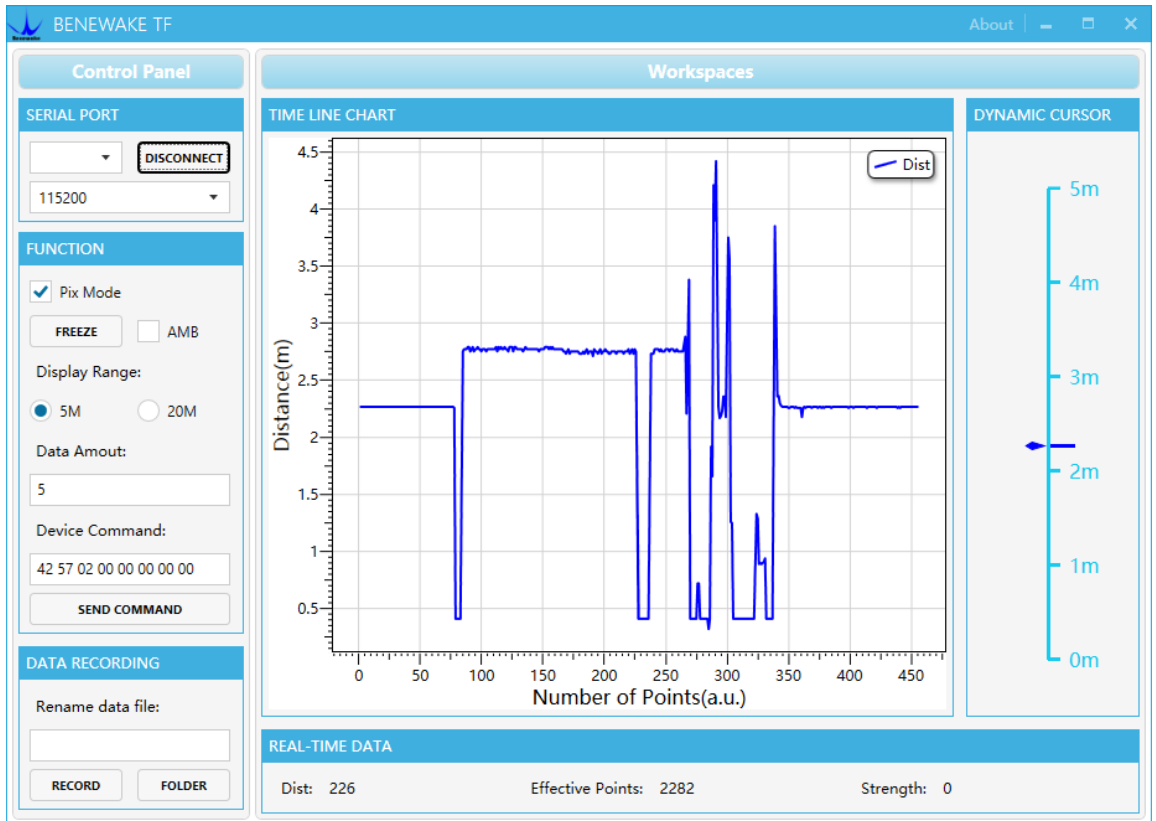 BENEWAKE TF
About
Benewake
Control Panel
Workspaces
SERIAL PORT
DISCONNECT
115200
FUNCTION
Pix Mode
FREEZE
AMB
Display Range:
5M
20M
Data Amout:
5
Device Command:
42 57 02 00 00 00 00 00
SEND COMMAND
DATA RECORDING
Rename data file:
RECORD
FOLDER
TIME LINE CHART
Dist
Distance(m)
4.5
4
3.5
3
2.5
2
1.5
1
0.5
0 50 100 150 200 250 300 350 400 450
Number of Points(a.u.)
DYNAMIC CURSOR
5m
4m
3m
2m
1m
0m
REAL-TIME DATA
Dist: 226 Effective Points: 2282 Strength: 0